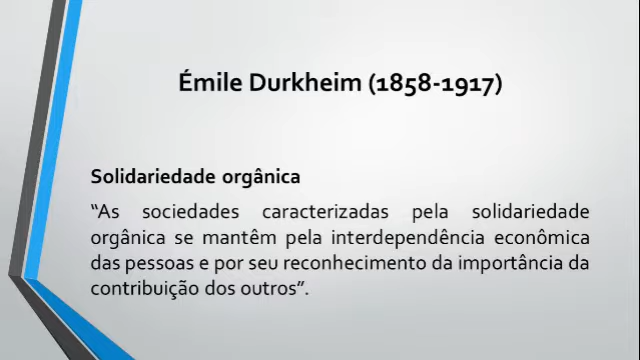 Émile Durkheim (1858-1917)
Solidariedade orgânica
“As sociedades caracterizadas pela solidariedade
orgânica se mantêm pela interdependência econômica
das pessoas e por seu reconhecimento da importância da
contribuição dos outros”.